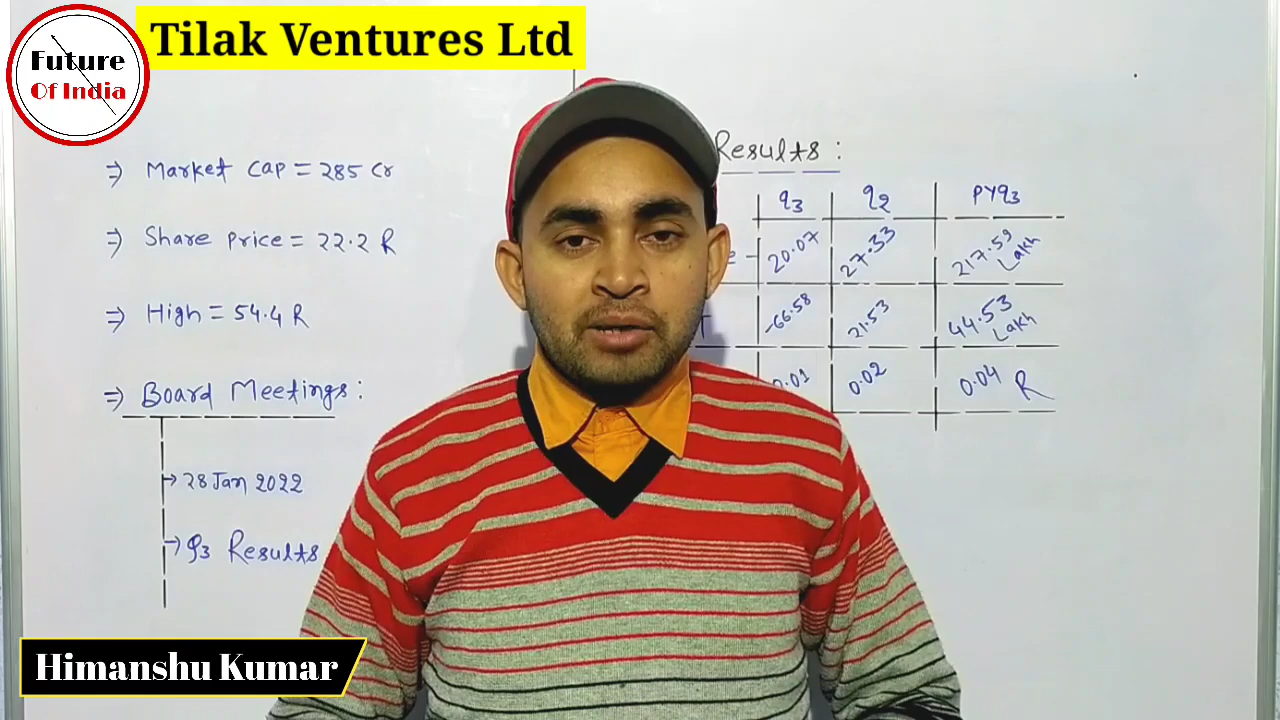 Future
Of India
Tilak Ventures Ltd
⇒ Market Cap = 285 Cr
⇒ Share Price = 22.2 R
⇒ High = 54.4 R
⇒ Board Meetings:
→ 28 Jan 2022
→ Q3 Results
Results:
q3 q2 PYq3
e - 20.07 27.33 217.59 Lakh
T -66.58 21.53 44.53 Lakh
0.01 0.02 0.04 R
Himanshu Kumar